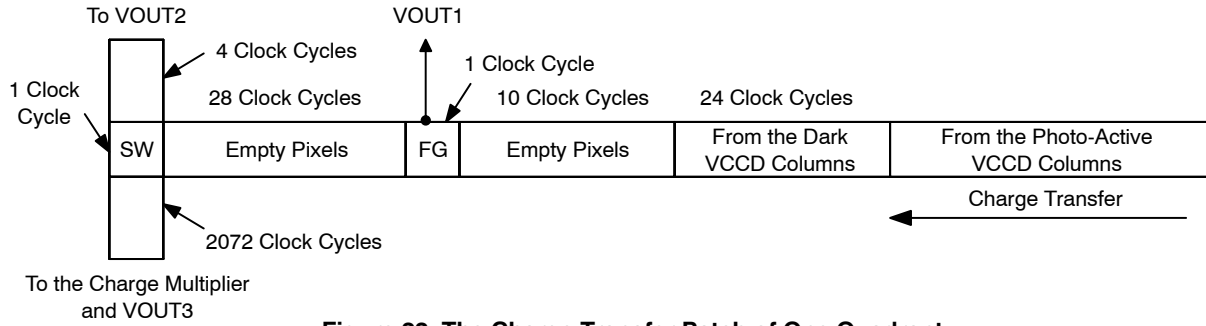 To VOUT2
VOUT1
4 Clock Cycles
1 Clock Cycle
1 Clock
Cycle
28 Clock Cycles
10 Clock Cycles
24 Clock Cycles
SW
Empty Pixels
FG
Empty Pixels
From the Dark
VCCD Columns
From the Photo-Active
VCCD Columns
Charge Transfer
2072 Clock Cycles
To the Charge Multiplier
and VOUT3